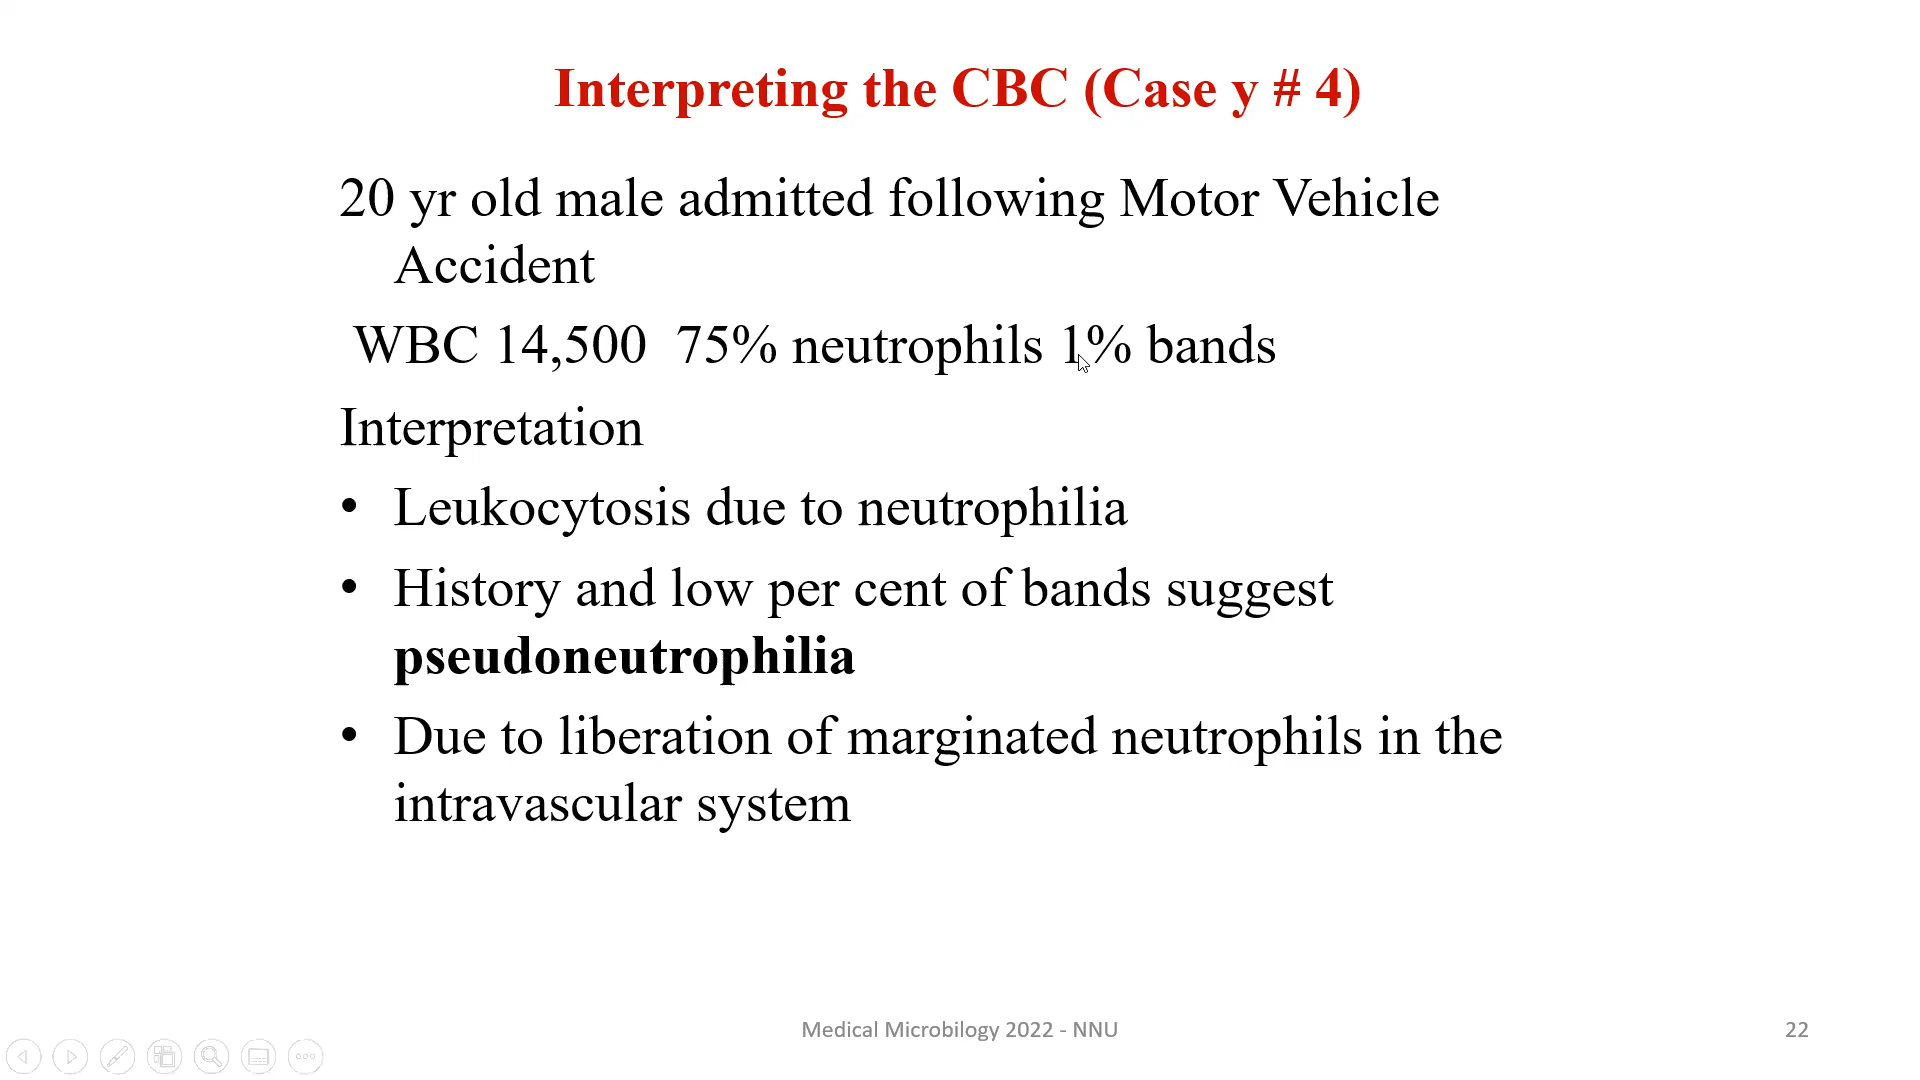 Interpreting the CBC (Case y # 4)
20 yr old male admitted following Motor Vehicle
Accident
WBC 14,500 75% neutrophils 1% bands
Interpretation
• Leukocytosis due to neutrophilia
• History and low per cent of bands suggest
pseudoneutrophilia
• Due to liberation of marginated neutrophils in the
intravascular system
Medical Microbilogy 2022 - NNU
22